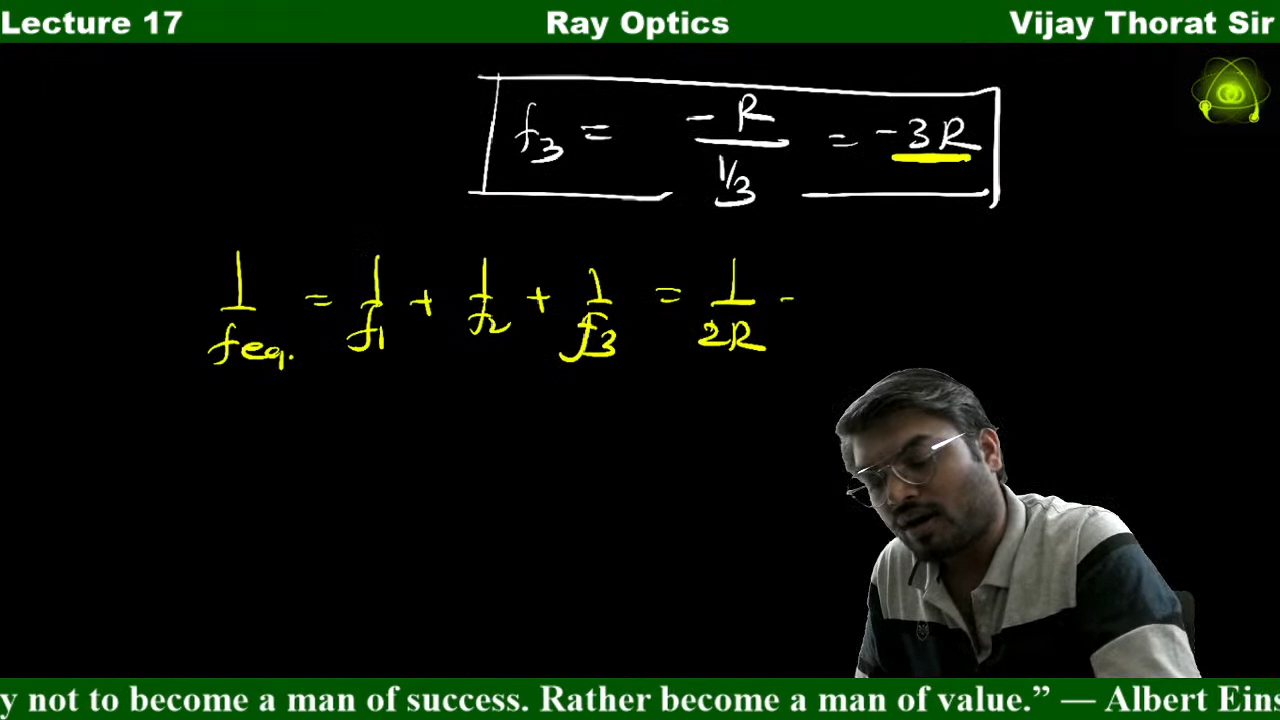 Lecture 17 Ray Optics Vijay Thorat Sir
f₃ = -R / 1/3 = -3R
1/feq. = 1/f₁ + 1/f₂ + 1/f₃ = 1/2R -
y not to become a man of success. Rather become a man of value.” — Albert Eins